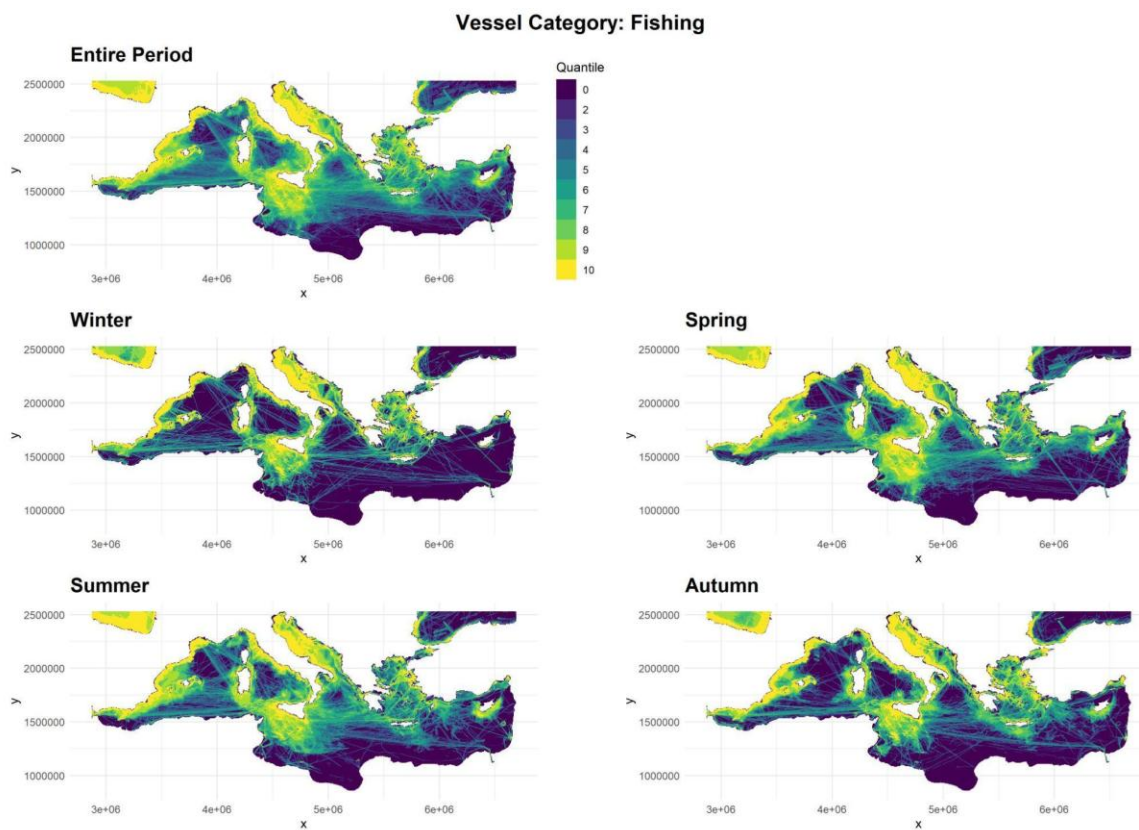 Vessel Category: Fishing
Entire Period
Quantile
0
2
3
4
5
6
7
8
9
10
2500000
2000000
1500000
1000000
y
3e+06 4e+06 5e+06 6e+06
x
Winter
2500000
2000000
1500000
1000000
y
3e+06 4e+06 5e+06 6e+06
x
Spring
2500000
2000000
1500000
1000000
y
3e+06 4e+06 5e+06 6e+06
x
Summer
2500000
2000000
1500000
1000000
y
3e+06 4e+06 5e+06 6e+06
x
Autumn
2500000
2000000
1500000
1000000
y
3e+06 4e+06 5e+06 6e+06
x